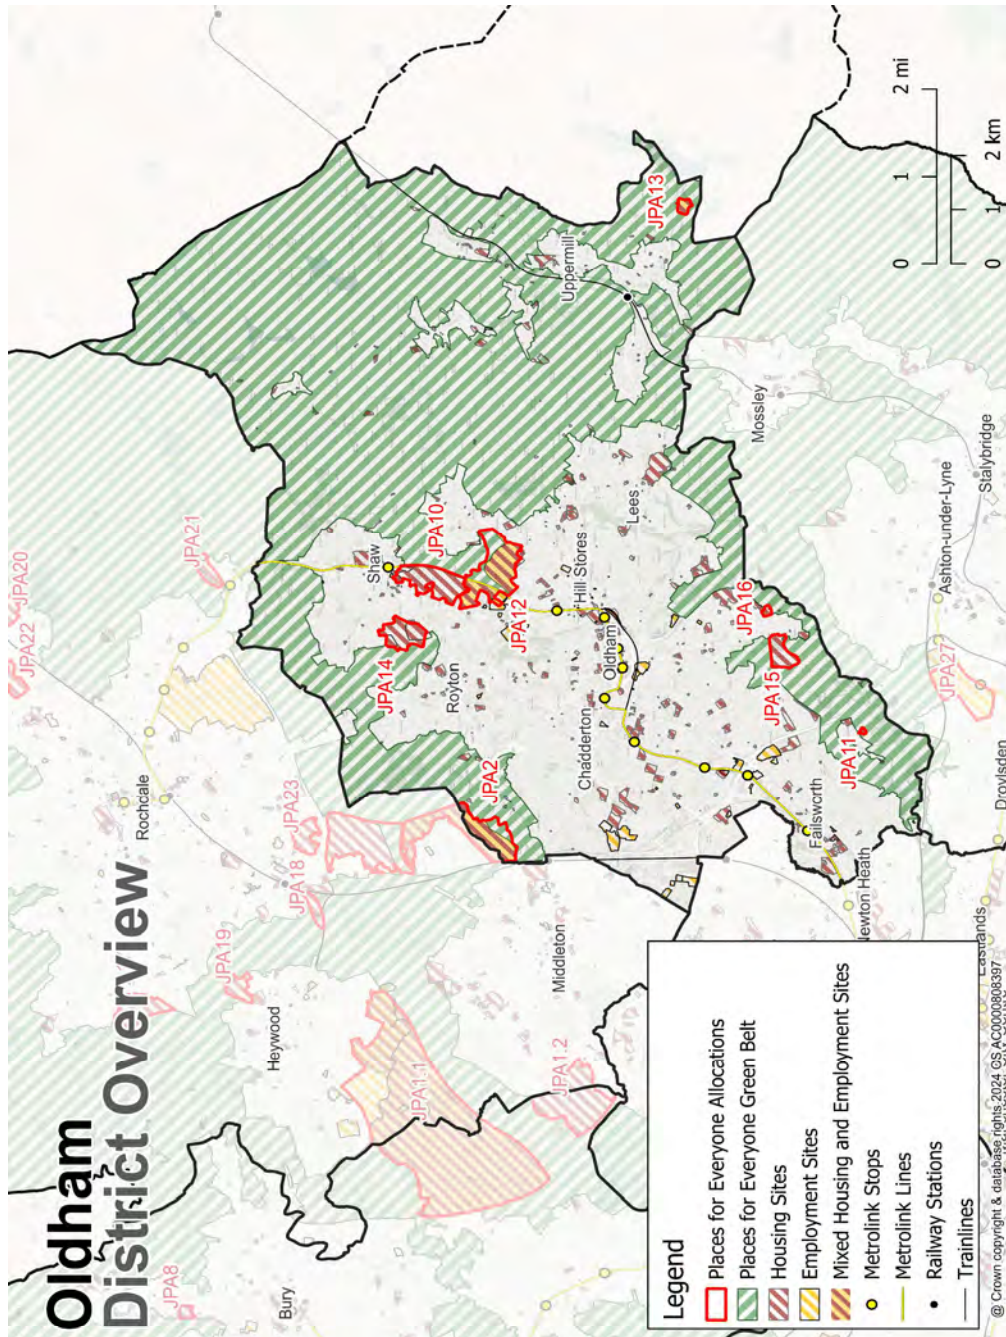 Oldham
District Overview
JPA8
Bury
Heywood
JPA19
JPA1.1
JPA1.2
Middleton
JPA18
JPA23
Rochdale
JPA22
JPA20
JPA21
JPA2
JPA14
Royton
Shaw
JPA10
JPA12
Chadderton
Oldham
Hill Stores
Lees
Uppermill
JPA13
Mossley
Failsworth
Newton Heath
JPA11
JPA15
JPA16
Ashton-under-Lyne
Stalybridge
JPA27
Droylsden
Eastlands
Legend
Places for Everyone Allocations
Places for Everyone Green Belt
Housing Sites
Employment Sites
Mixed Housing and Employment Sites
Metrolink Stops
Metrolink Lines
Railway Stations
Trainlines
0 1 2 mi
0 1 2 km
@ Crown copyright & database rights 2024 OS AC0000808397